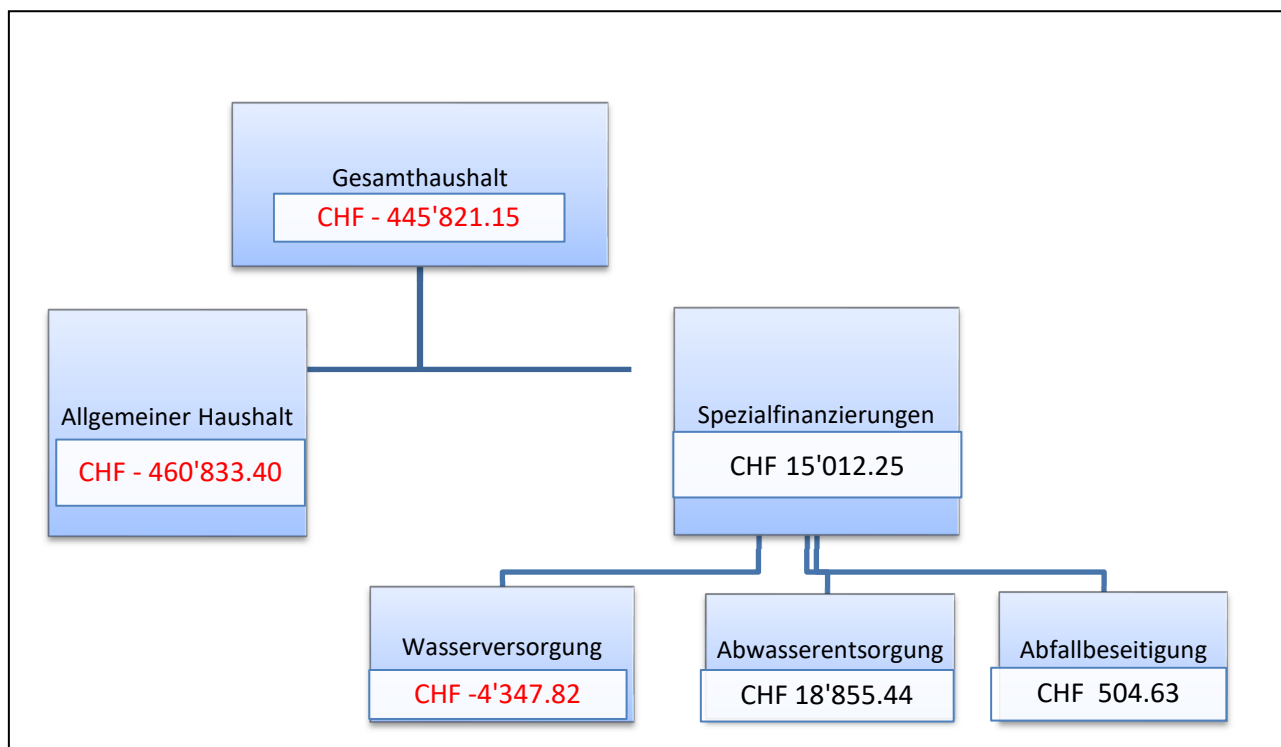 Gesamthaushalt
CHF - 445'821.15
Allgemeiner Haushalt
CHF - 460'833.40
Spezialfinanzierungen
CHF 15'012.25
Wasserversorgung
CHF -4'347.82
Abwasserentsorgung
CHF 18'855.44
Abfallbeseitigung
CHF  504.63